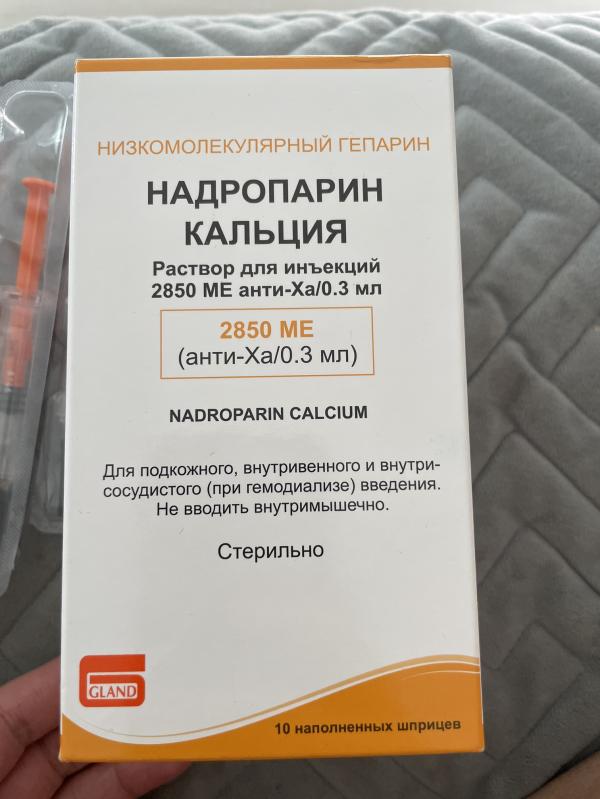 НИЗКОМОЛЕКУЛЯРНЫЙ ГЕПАРИН
НАДРОПАРИН
КАЛЬЦИЯ
Раствор для инъекций
2850 МЕ анти-Ха/0.3 мл
2850 МЕ
(анти-Ха/0.3 мл)
NADROPARIN CALCIUM
Для подкожного, внутривенного и внутри-
сосудистого (при гемодиализе) введения.
Не вводить внутримышечно.
Стерильно
GLAND
10 наполненных шприцев